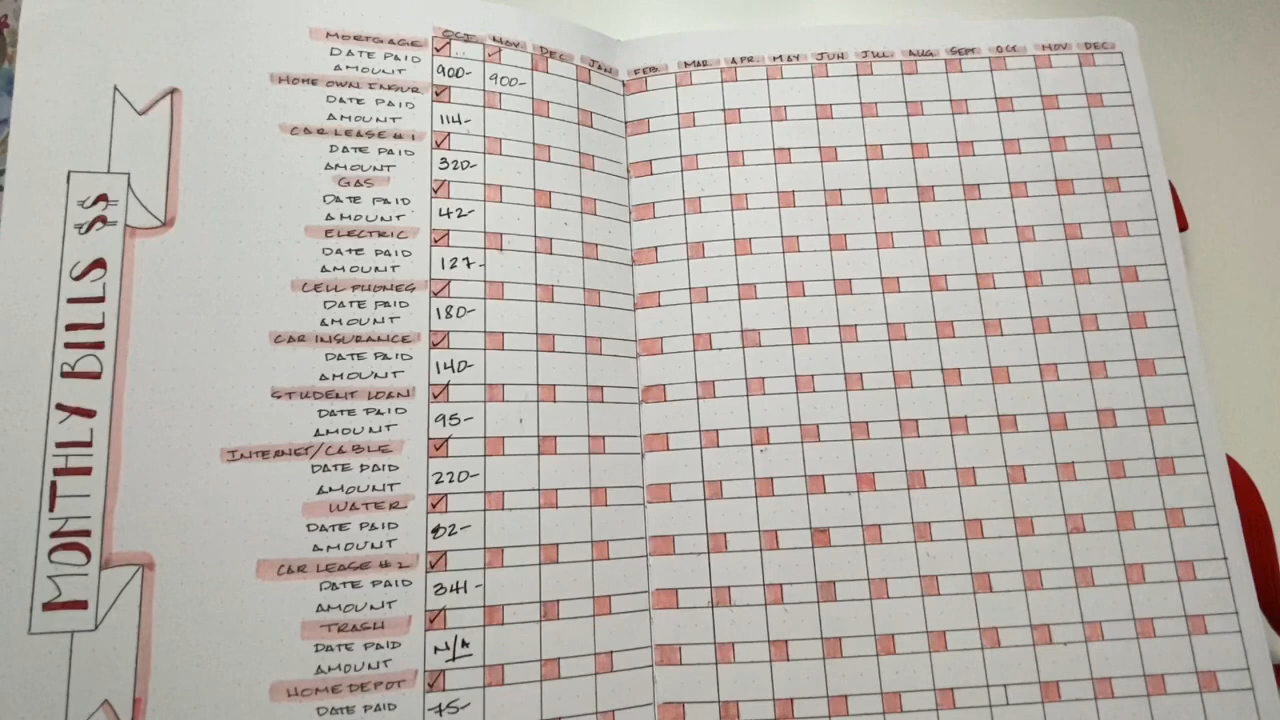 MONTHLY BILLS $$
OCT. NOV. DEC. JAN FEB. MAR. APR. MAY JUN JUL. AUG. SEPT OCT NOV DEC.
MORTGAGE ✓ ✓
DATE PAID
AMOUNT 900- 900-
HOME OWN INSUR ✓
DATE PAID
AMOUNT 114-
CAR LEASE #1 ✓
DATE PAID
AMOUNT 320-
GAS ✓
DATE PAID
AMOUNT 42-
ELECTRIC ✓
DATE PAID
AMOUNT 127-
CELL PHONES ✓
DATE PAID
AMOUNT 180-
CAR INSURANCE ✓
DATE PAID
AMOUNT 140-
STUDENT LOAN ✓
DATE PAID
AMOUNT 95-
INTERNET/CABLE ✓
DATE PAID
AMOUNT 220-
WATER ✓
DATE PAID
AMOUNT
CAR LEASE #2 ✓
DATE PAID 341-
AMOUNT
TRASH ✓
DATE PAID N/A
AMOUNT
HOME DEPOT ✓
DATE PAID 75-